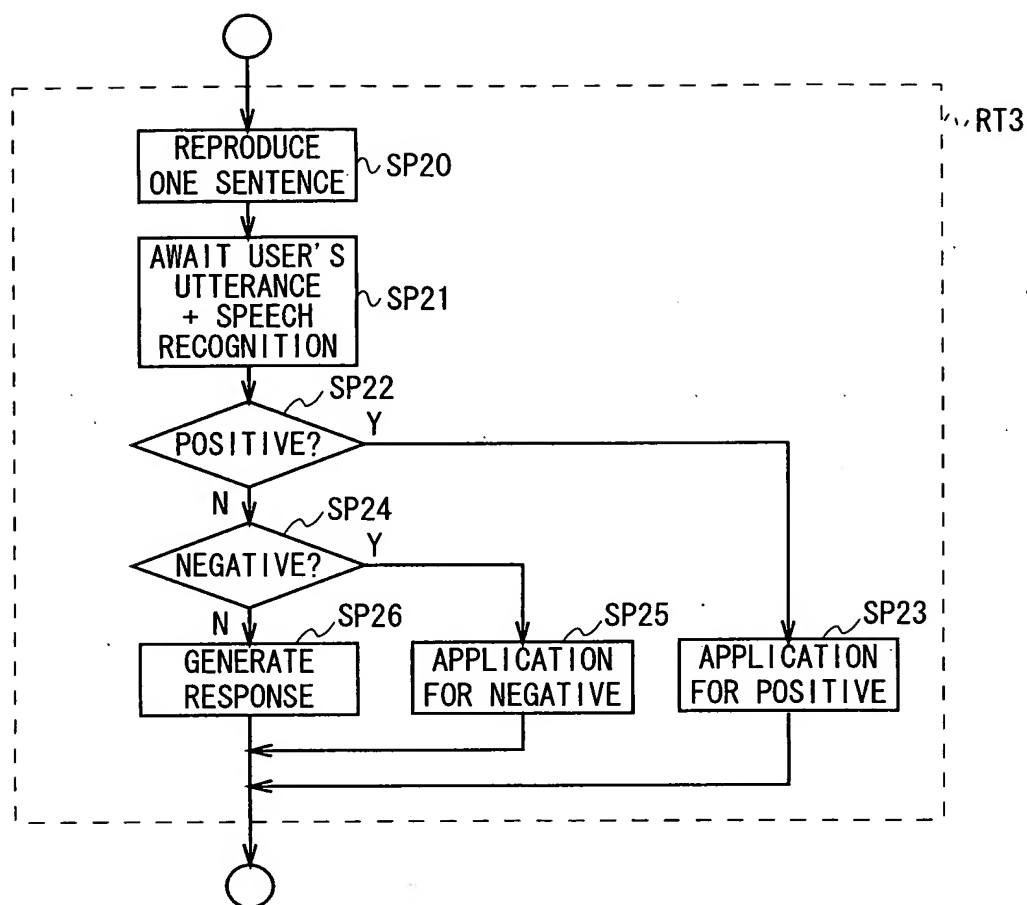 RT3
REPRODUCE
ONE SENTENCE
SP20
AWAIT USER'S
UTTERANCE
+ SPEECH
RECOGNITION
SP21
SP22
POSITIVE?
Y
N
SP24
NEGATIVE?
Y
N
SP26
GENERATE
RESPONSE
SP25
APPLICATION
FOR NEGATIVE
SP23
APPLICATION
FOR POSITIVE